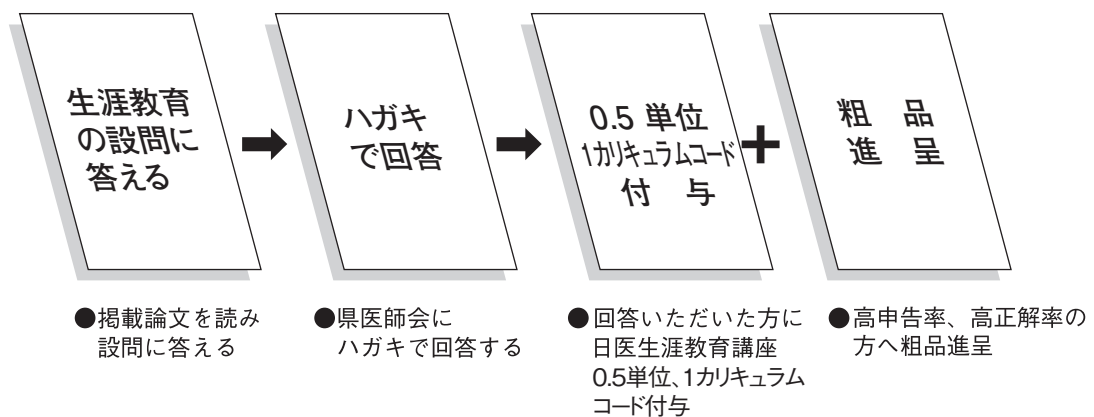 生涯教育
の設問に
答える
ハガキ
で回答
0.5 単位
1カリキュラムコード
付 与
粗 品
進 呈
●掲載論文を読み
設問に答える
●県医師会に
ハガキで回答する
●回答いただいた方に
日医生涯教育講座
0.5単位、1カリキュラム
コード付与
●高申告率、高正解率の
方へ粗品進呈